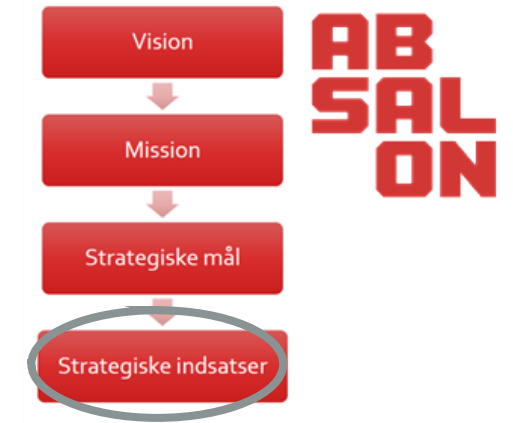 Vision
AB
SAL
ON
Mission
Strategiske mål
Strategiske indsatser